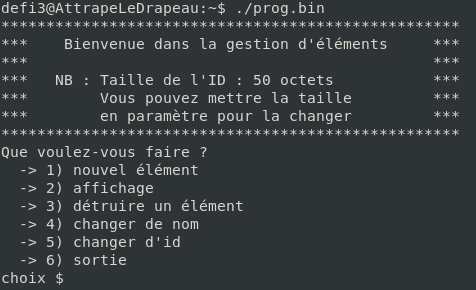 defi3@AttrapeLeDrapeau:~$ ./prog.bin
***************************************************
***    Bienvenue dans la gestion d'éléments     ***
***                                             ***
***   NB : Taille de l'ID : 50 octets           ***
***        Vous pouvez mettre la taille         ***
***        en paramètre pour la changer         ***
***************************************************
Que voulez-vous faire ?
  -> 1) nouvel élément
  -> 2) affichage
  -> 3) détruire un élément
  -> 4) changer de nom
  -> 5) changer d'id
  -> 6) sortie
choix $